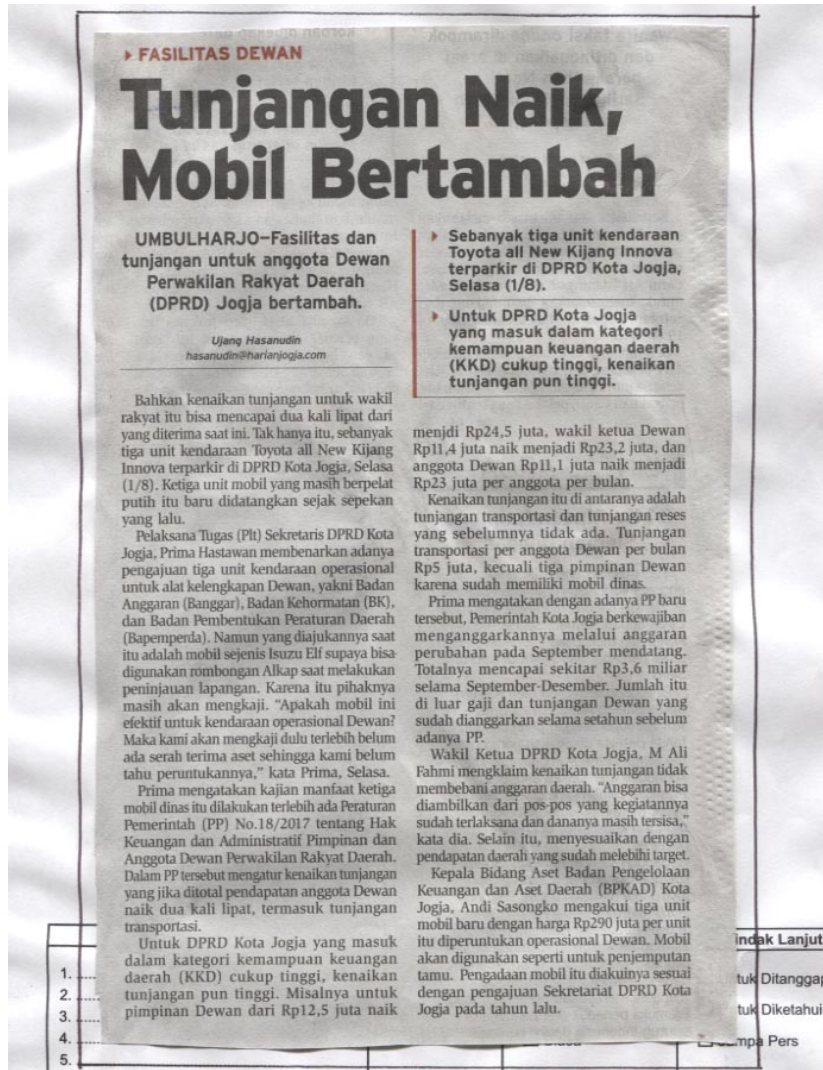 ▸ FASILITAS DEWAN
Tunjangan Naik,
Mobil Bertambah
UMBULHARJO—Fasilitas dan
tunjangan untuk anggota Dewan
Perwakilan Rakyat Daerah
(DPRD) Jogja bertambah.
Ujang Hasanudin
hasanudin@harianjogja.com
▸ Sebanyak tiga unit kendaraan
Toyota all New Kijang Innova
terparkir di DPRD Kota Jogja,
Selasa (1/8).
▸ Untuk DPRD Kota Jogja
yang masuk dalam kategori
kemampuan keuangan daerah
(KKD) cukup tinggi, kenaikan
tunjangan pun tinggi.
Bahkan kenaikan tunjangan untuk wakil
rakyat itu bisa mencapai dua kali lipat dari
yang diterima saat ini. Tak hanya itu, sebanyak
tiga unit kendaraan Toyota all New Kijang
Innova terparkir di DPRD Kota Jogja, Selasa
(1/8). Ketiga unit mobil yang masih berpelat
putih itu baru didatangkan sejak sepekan
yang lalu.
Pelaksana Tugas (Plt) Sekretaris DPRD Kota
Jogja, Prima Hastawan membenarkan adanya
pengajuan tiga unit kendaraan operasional
untuk alat kelengkapan Dewan, yakni Badan
Anggaran (Banggar), Badan Kehormatan (BK),
dan Badan Pembentukan Peraturan Daerah
(Bapemperda). Namun yang diajukannya saat
itu adalah mobil sejenis Isuzu Elf supaya bisa
digunakan rombongan Alkap saat melakukan
peninjauan lapangan. Karena itu pihaknya
masih akan mengkaji. “Apakah mobil ini
efektif untuk kendaraan operasional Dewan?
Maka kami akan mengkaji dulu terlebih belum
ada serah terima aset sehingga kami belum
tahu peruntukannya,” kata Prima, Selasa.
Prima mengatakan kajian manfaat ketiga
mobil dinas itu dilakukan terlebih ada Peraturan
Pemerintah (PP) No.18/2017 tentang Hak
Keuangan dan Administratif Pimpinan dan
Anggota Dewan Perwakilan Rakyat Daerah.
Dalam PP tersebut mengatur kenaikan tunjangan
yang jika ditotal pendapatan anggota Dewan
naik dua kali lipat, termasuk tunjangan
transportasi.
Untuk DPRD Kota Jogja yang masuk
dalam kategori kemampuan keuangan
daerah (KKD) cukup tinggi, kenaikan
tunjangan pun tinggi. Misalnya untuk
pimpinan Dewan dari Rp12,5 juta naik
menjdi Rp24,5 juta, wakil ketua Dewan
Rp11,4 juta naik menjadi Rp23,2 juta, dan
anggota Dewan Rp11,1 juta naik menjadi
Rp23 juta per anggota per bulan.
Kenaikan tunjangan itu di antaranya adalah
tunjangan transportasi dan tunjangan reses
yang sebelumnya tidak ada. Tunjangan
transportasi per anggota Dewan per bulan
Rp5 juta, kecuali tiga pimpinan Dewan
karena sudah memiliki mobil dinas.
Prima mengatakan dengan adanya PP baru
tersebut, Pemerintah Kota Jogja berkewajiban
menganggarkannya melalui anggaran
perubahan pada September mendatang.
Totalnya mencapai sekitar Rp3,6 miliar
selama September-Desember. Jumlah itu
di luar gaji dan tunjangan Dewan yang
sudah dianggarkan selama setahun sebelum
adanya PP.
Wakil Ketua DPRD Kota Jogja, M Ali
Fahmi mengklaim kenaikan tunjangan tidak
membebani anggaran daerah. “Anggaran bisa
diambilkan dari pos-pos yang kegiatannya
sudah terlaksana dan dananya masih tersisa,”
kata dia. Selain itu, menyesuaikan dengan
pendapatan daerah yang sudah melebihi target.
Kepala Bidang Aset Badan Pengelolaan
Keuangan dan Aset Daerah (BPKAD) Kota
Jogja, Andi Sasongko mengakui tiga unit
mobil baru dengan harga Rp290 juta per unit
itu diperuntukan operasional Dewan. Mobil
akan digunakan seperti untuk penjemputan
tamu. Pengadaan mobil itu diakuinya sesuai
dengan pengajuan Sekretariat DPRD Kota
Jogja pada tahun lalu.
1. ....
2. ....
3. ....
4. ....
5.
indak Lanjut
tuk Ditanggap
tuk Diketahui
mpa Pers